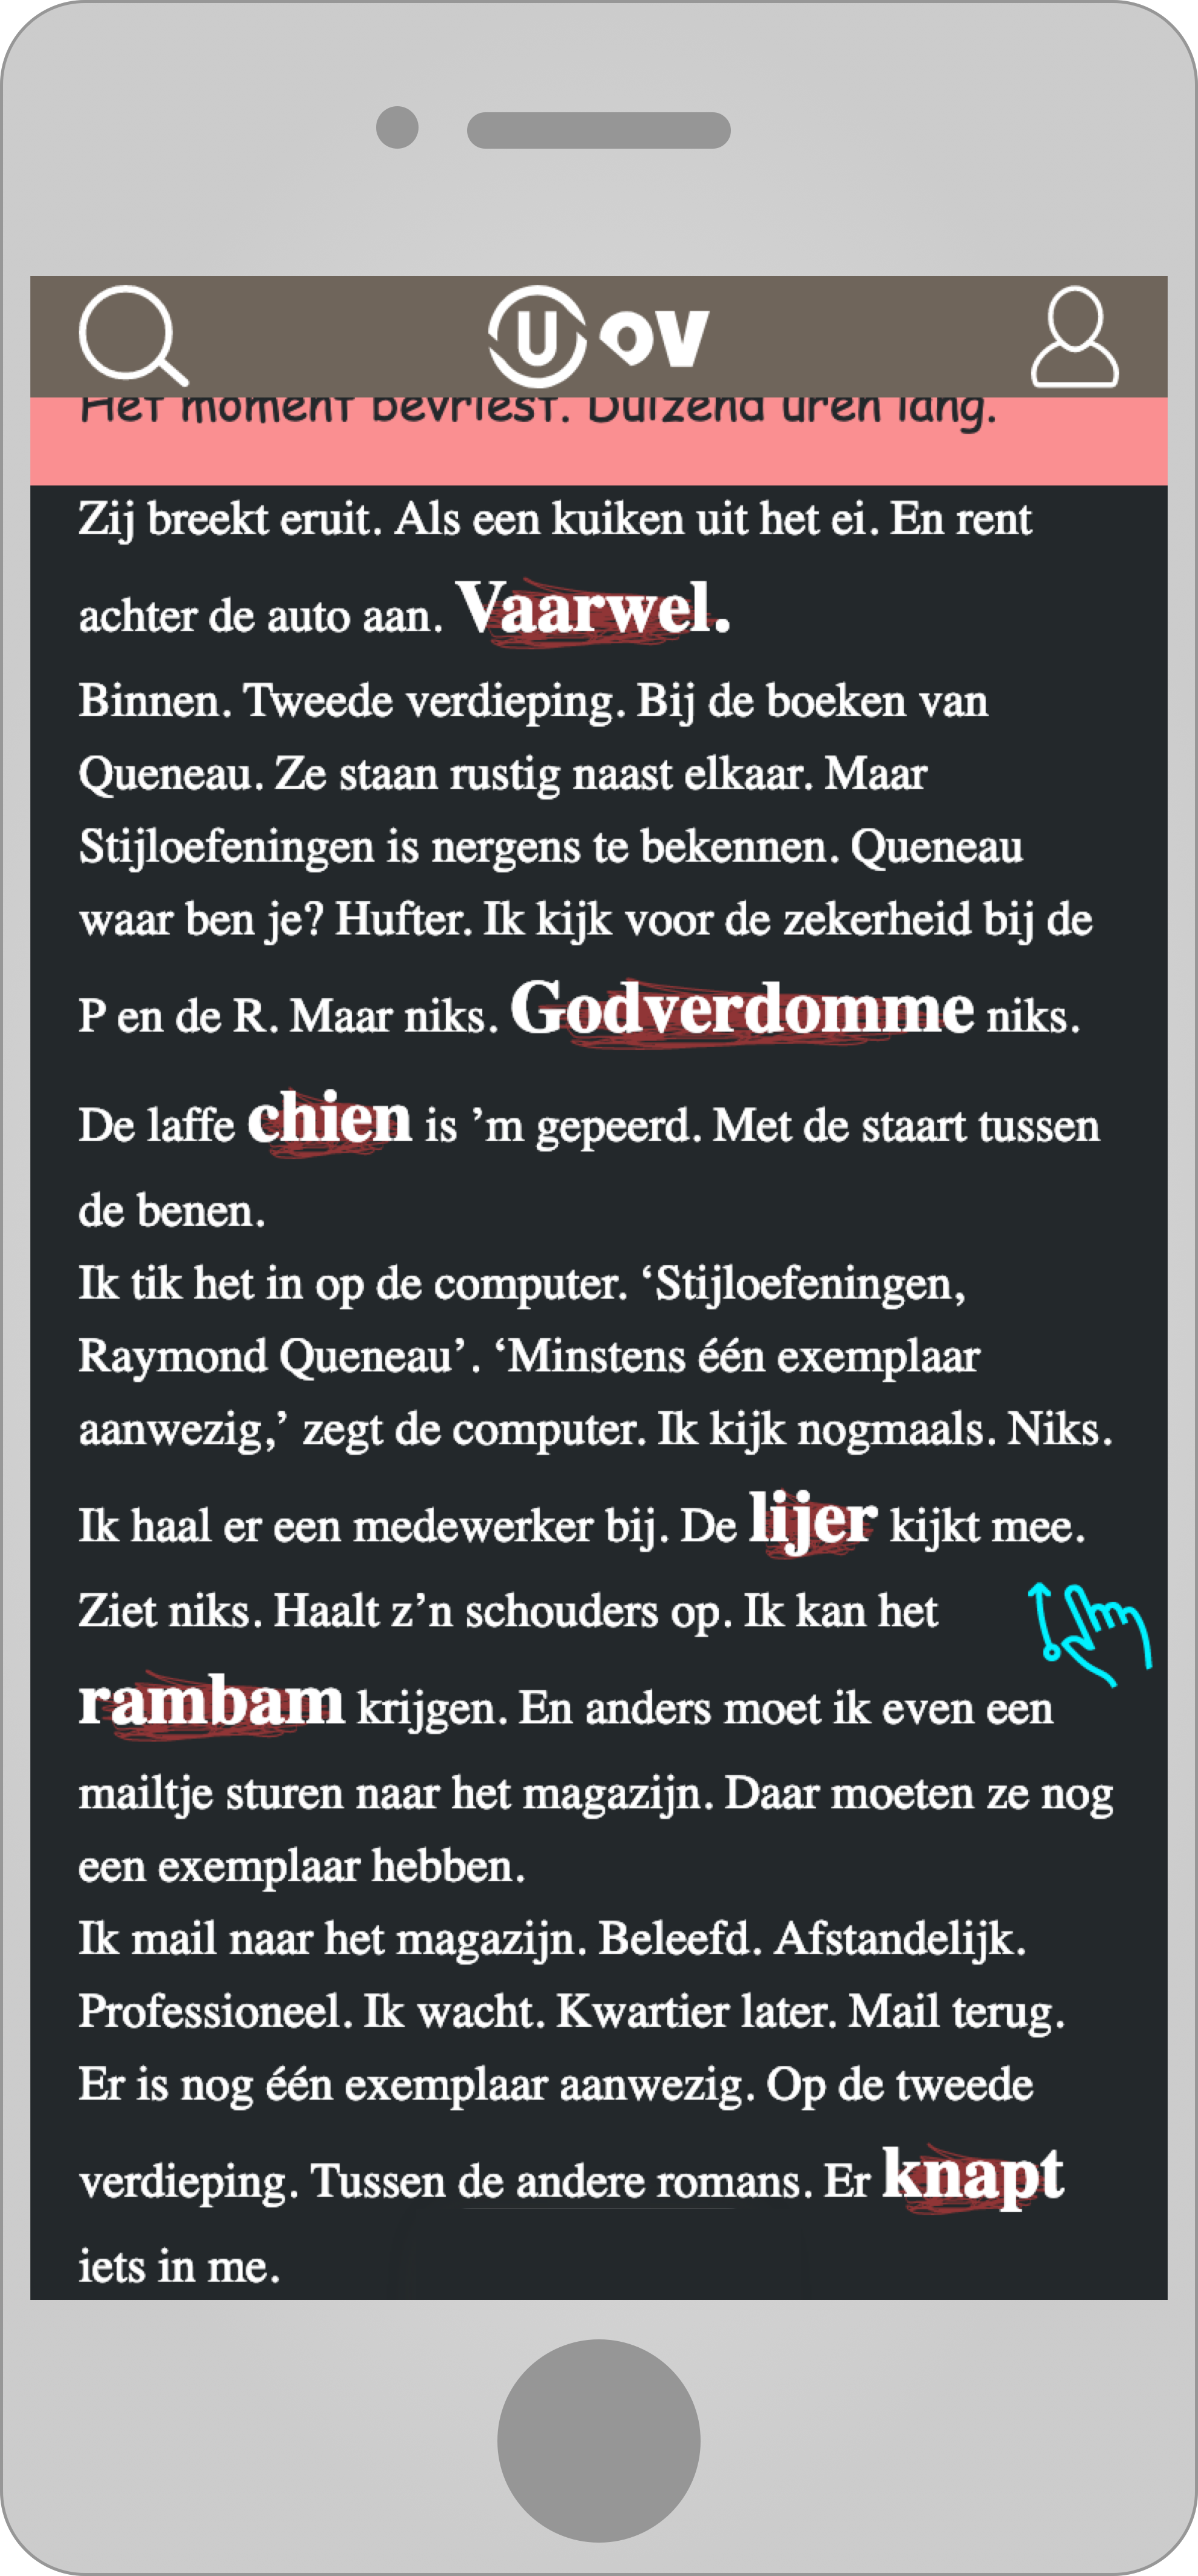 U OV
Het moment bevriest. Duizend uren lang.
Zij breekt eruit. Als een kuiken uit het ei. En rent
achter de auto aan. Vaarwel.
Binnen. Tweede verdieping. Bij de boeken van
Queneau. Ze staan rustig naast elkaar. Maar
Stijloefeningen is nergens te bekennen. Queneau
waar ben je? Hufter. Ik kijk voor de zekerheid bij de
P en de R. Maar niks. Godverdomme niks.
De laffe chien is ’m gepeerd. Met de staart tussen
de benen.
Ik tik het in op de computer. ‘Stijloefeningen,
Raymond Queneau’. ‘Minstens één exemplaar
aanwezig,’ zegt de computer. Ik kijk nogmaals. Niks.
Ik haal er een medewerker bij. De lijer kijkt mee.
Ziet niks. Haalt z’n schouders op. Ik kan het
rambam krijgen. En anders moet ik even een
mailtje sturen naar het magazijn. Daar moeten ze nog
een exemplaar hebben.
Ik mail naar het magazijn. Beleefd. Afstandelijk.
Professioneel. Ik wacht. Kwartier later. Mail terug.
Er is nog één exemplaar aanwezig. Op de tweede
verdieping. Tussen de andere romans. Er knapt
iets in me.